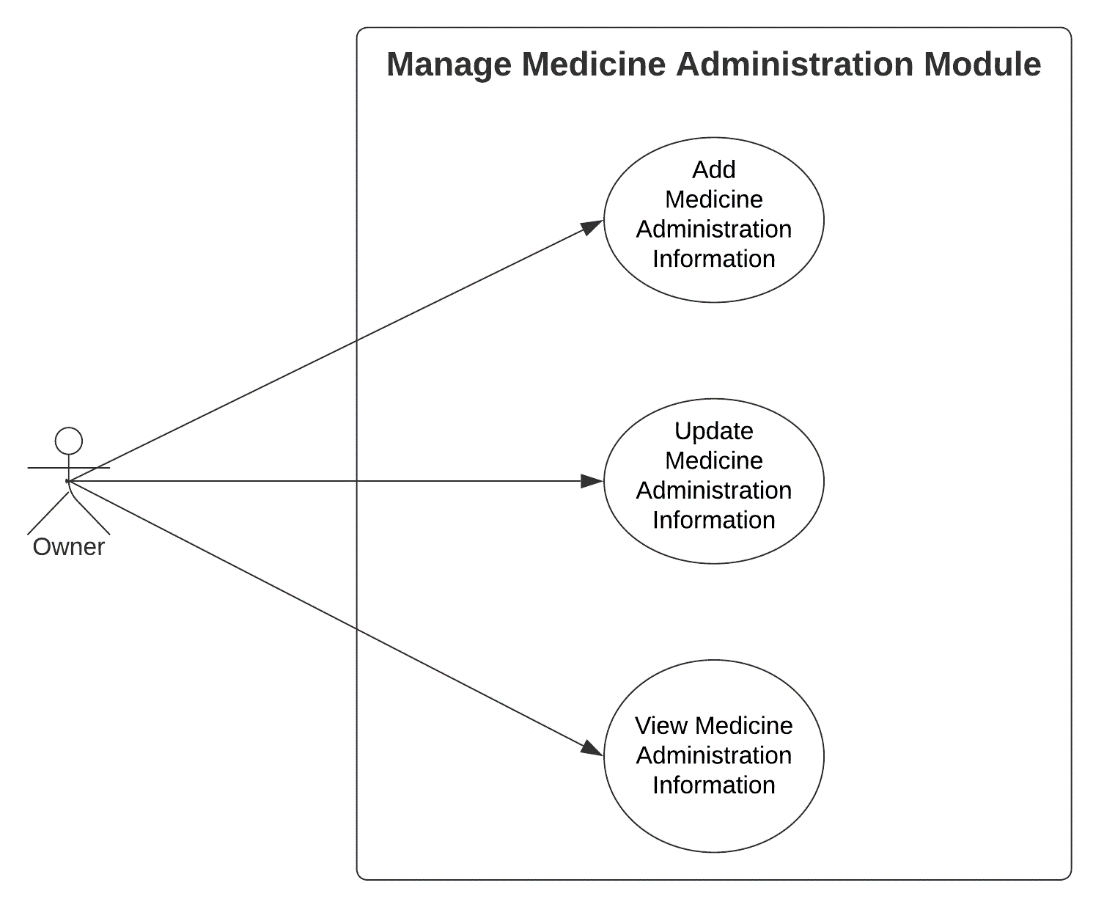 Manage Medicine Administration Module
Add
Medicine
Administration
Information
Update
Medicine
Administration
Information
Owner
View Medicine
Administration
Information